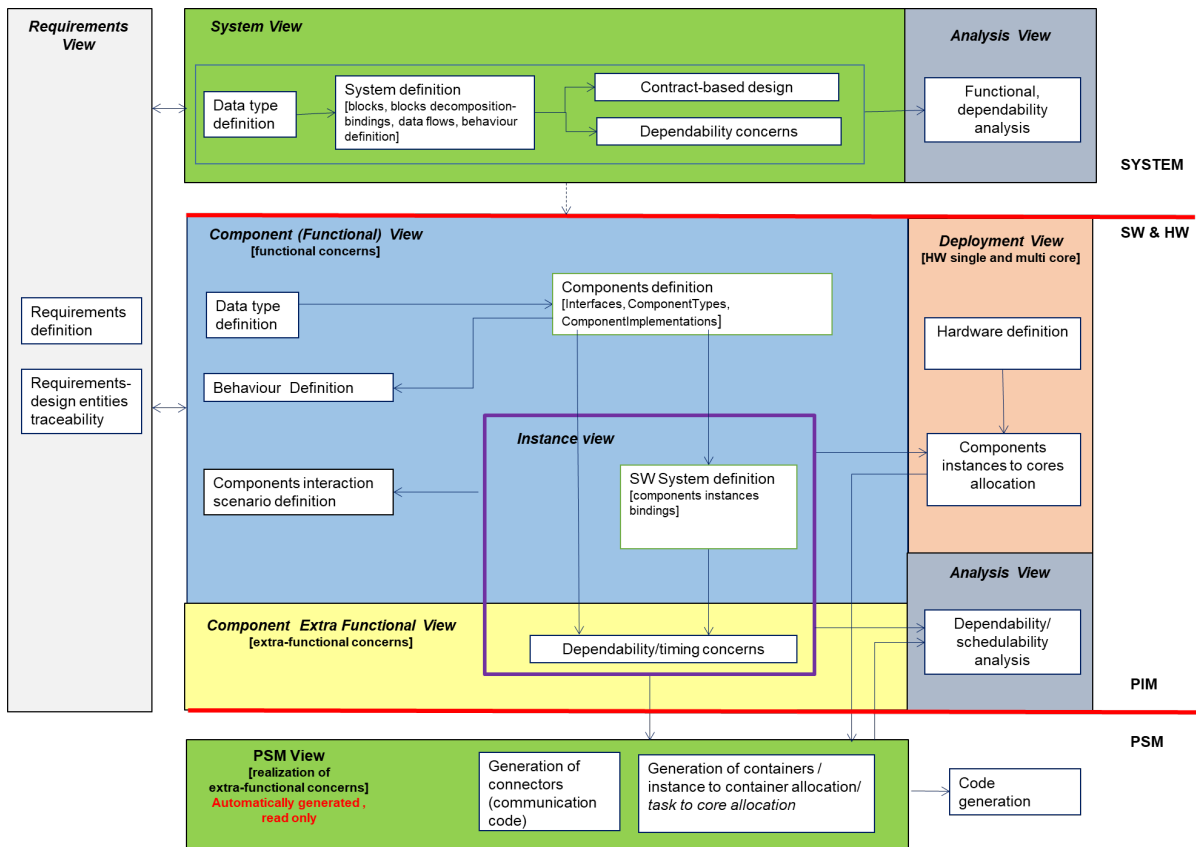 Requirements
View
System View
Analysis View
Data type
definition
System definition
[blocks, blocks decomposition-
bindings, data flows, behaviour
definition]
Contract-based design
Dependability concerns
Functional,
dependability
analysis
SYSTEM
Component (Functional) View
[functional concerns]
Deployment View
[HW single and multi core]
SW & HW
Requirements
definition
Requirements-
design entities
traceability
Data type
definition
Components definition
[Interfaces, ComponentTypes,
ComponentImplementations]
Hardware definition
Behaviour Definition
Instance view
Components interaction
scenario definition
SW System definition
[components instances
bindings]
Components
instances to cores
allocation
Analysis View
Component Extra Functional View
[extra-functional concerns]
Dependability/timing concerns
Dependability/
schedulability
analysis
PIM
PSM
PSM View
[realization of
extra-functional concerns]
Automatically generated ,
read only
Generation of
connectors
(communication
code)
Generation of containers /
instance to container allocation/
task to core allocation
Code
generation